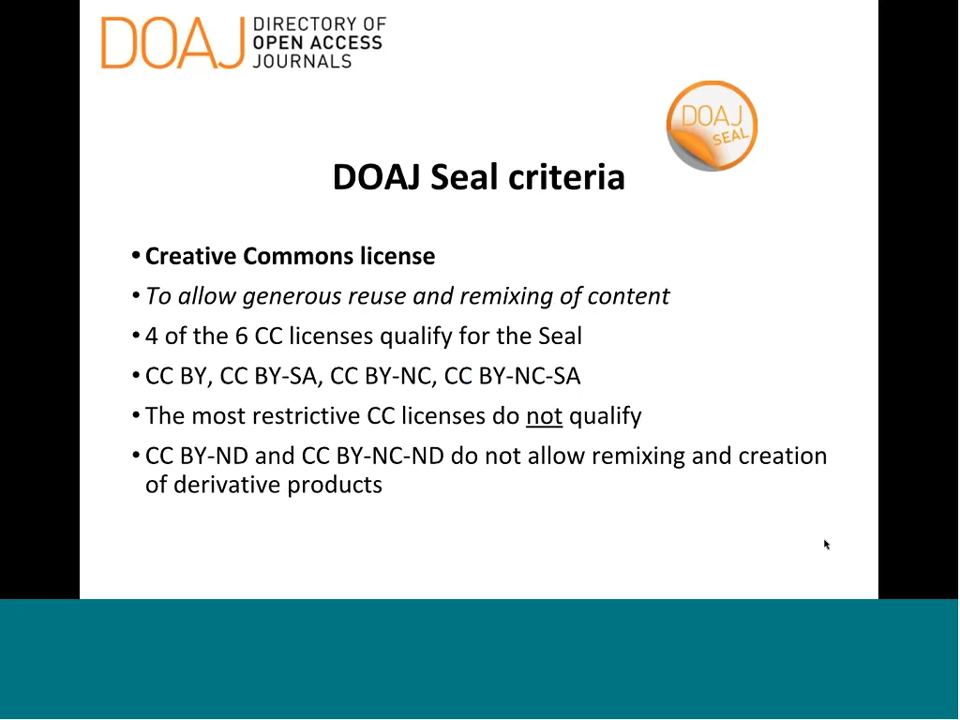 DOAJ
DIRECTORY OF
OPEN ACCESS
JOURNALS
DOAJ
SEAL
DOAJ Seal criteria
• Creative Commons license
• To allow generous reuse and remixing of content
• 4 of the 6 CC licenses qualify for the Seal
• CC BY, CC BY-SA, CC BY-NC, CC BY-NC-SA
• The most restrictive CC licenses do not qualify
• CC BY-ND and CC BY-NC-ND do not allow remixing and creation
of derivative products